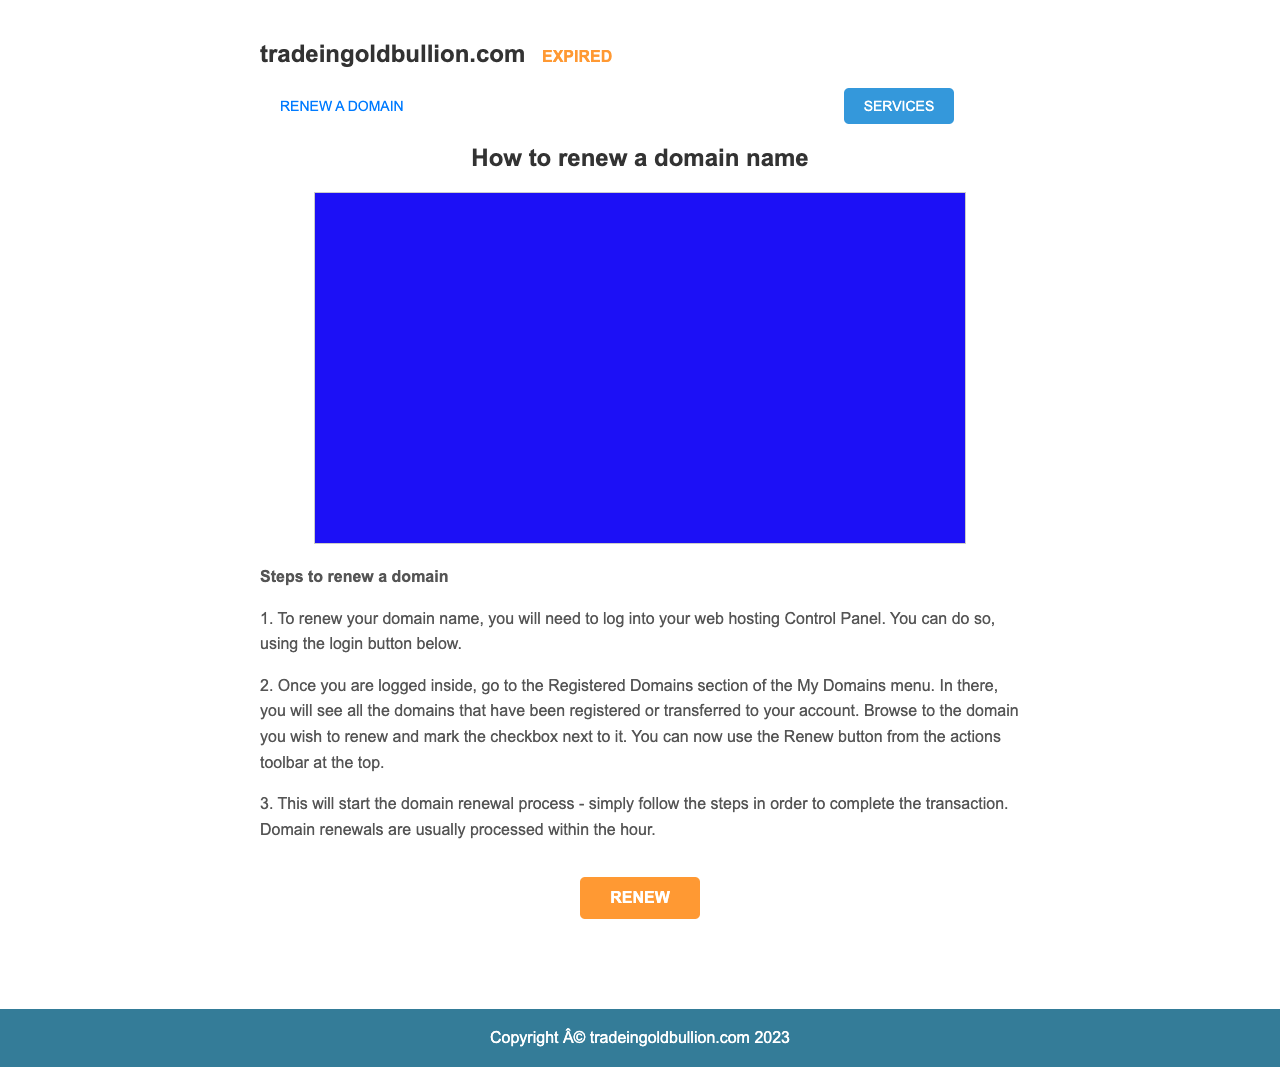 tradeingoldbullion.com EXPIRED
RENEW A DOMAIN
SERVICES
How to renew a domain name
Steps to renew a domain
1. To renew your domain name, you will need to log into your web hosting Control Panel. You can do so,
using the login button below.
2. Once you are logged inside, go to the Registered Domains section of the My Domains menu. In there,
you will see all the domains that have been registered or transferred to your account. Browse to the domain
you wish to renew and mark the checkbox next to it. You can now use the Renew button from the actions
toolbar at the top.
3. This will start the domain renewal process - simply follow the steps in order to complete the transaction.
Domain renewals are usually processed within the hour.
RENEW
Copyright Â© tradeingoldbullion.com 2023